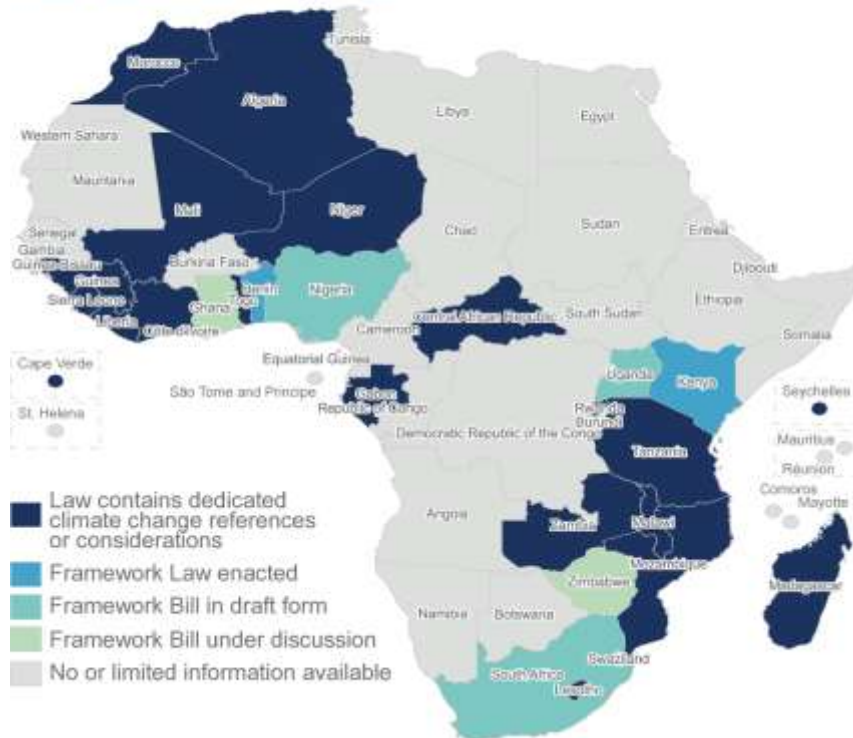 Tunisia
Morocco
Algeria
Libya
Egypt
Western Sahara
Mauritania
Mali
Niger
Chad
Sudan
Eritrea
Senegal
Gambia
Guinea Bissau
Burkina Faso
Djibouti
Guinea
Benin
Nigeria
Sierra Leone
Ghana
Togo
Ethiopia
Liberia
Côte d'Ivoire
Central African Republic
South Sudan
Cameroon
Somalia
Cape Verde
Equatorial Guinea
Uganda
Kenya
São Tome and Principe
Gabon
Seychelles
St. Helena
Republic of Congo
Rwanda
Burundi
Democratic Republic of the Congo
Mauritius
Tanzania
Réunion
Comoros
Mayotte
Law contains dedicated
climate change references
or considerations
Angola
Zambia
Malawi
Mozambique
Framework Law enacted
Zimbabwe
Madagascar
Framework Bill in draft form
Namibia
Botswana
Framework Bill under discussion
Swaziland
No or limited information available
South Africa
Lesotho